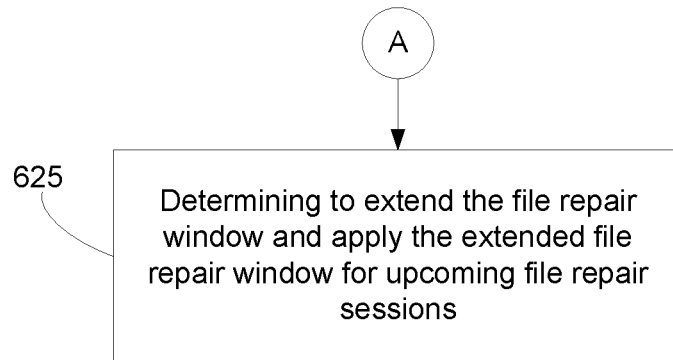 A
625
Determining to extend the file repair
window and apply the extended file
repair window for upcoming file repair
sessions